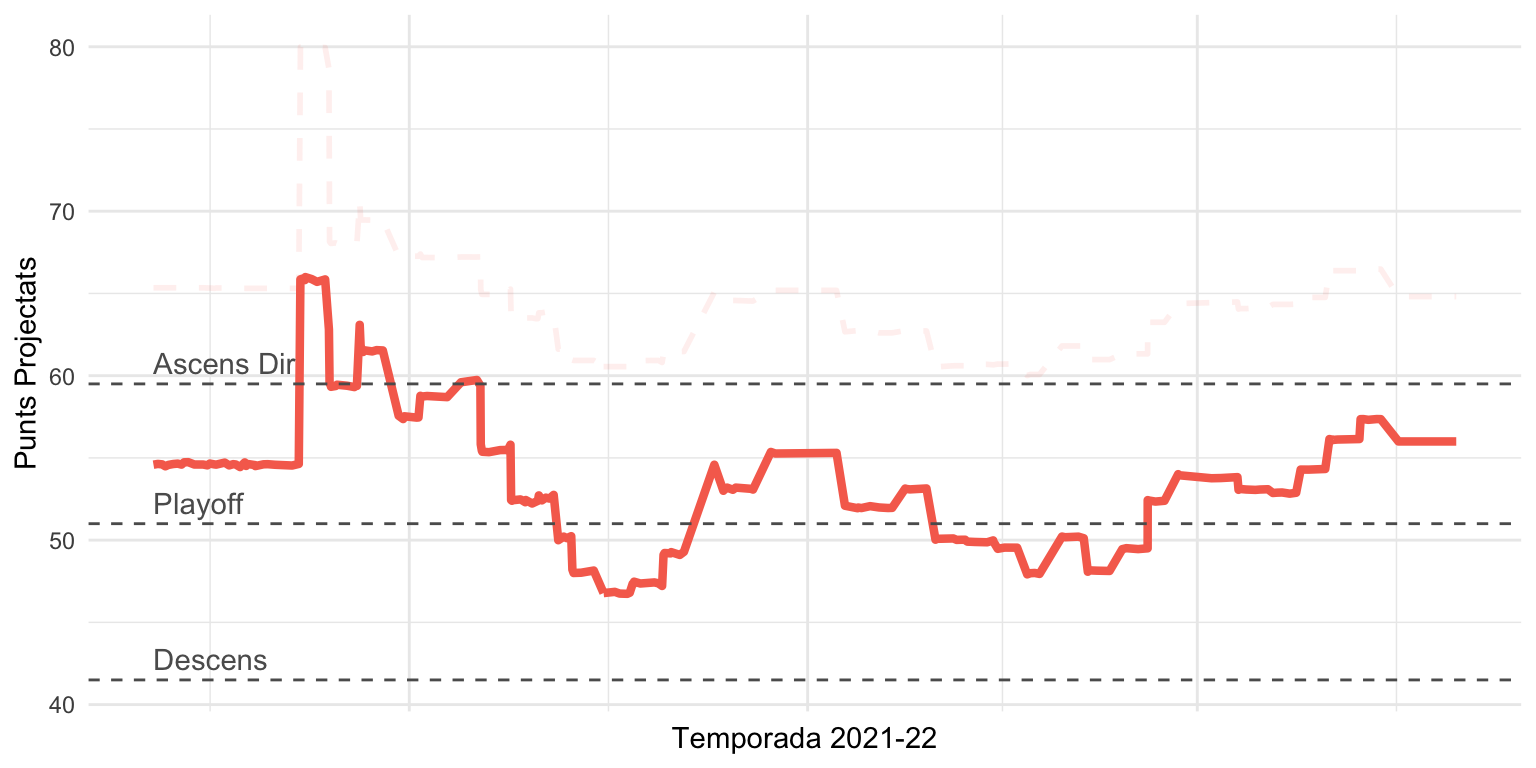 80
70
60
50
40
Punts Projectats
Ascens Dir
Playoff
Descens
Temporada 2021-22